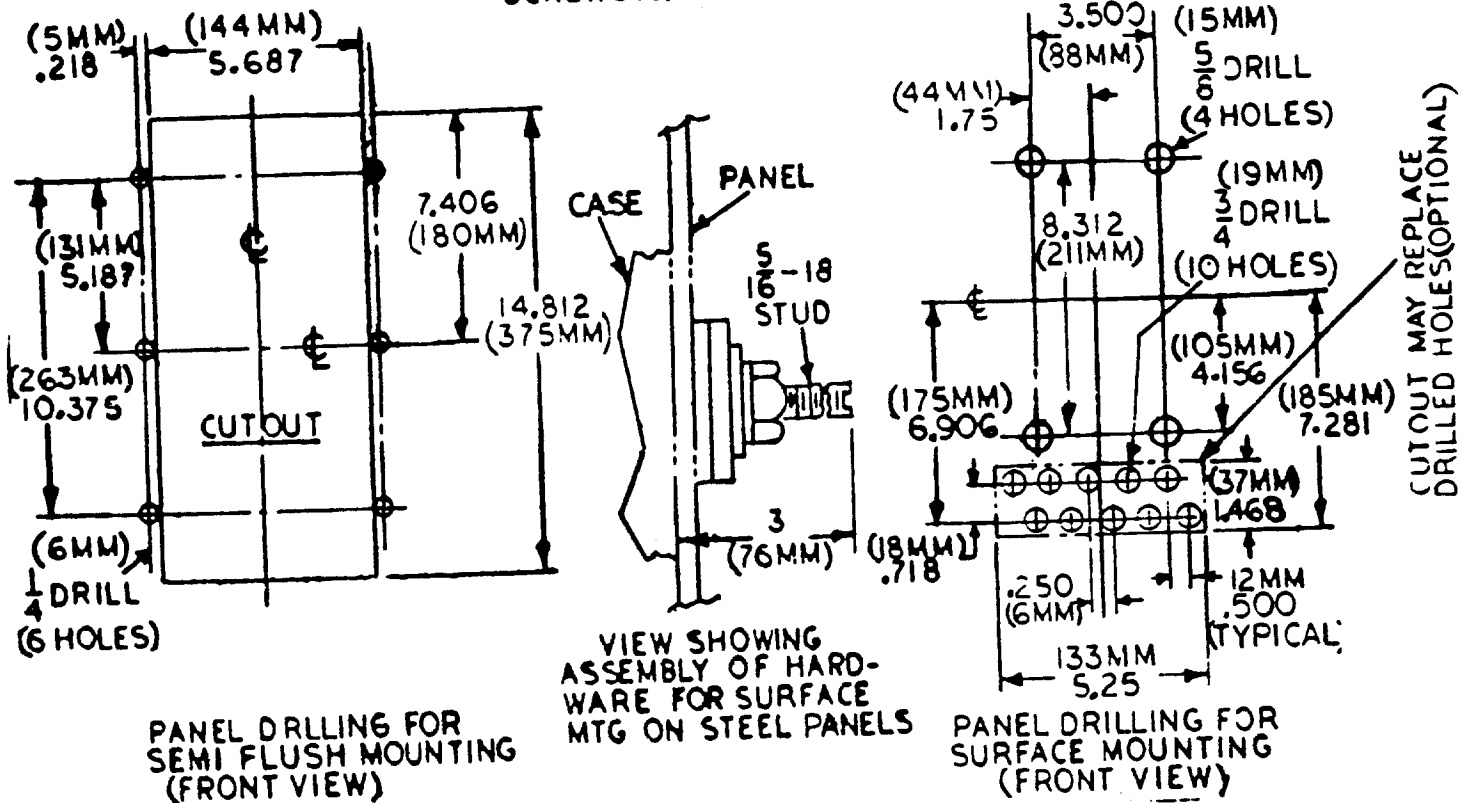 (5MM)
.218
(144MM)
5.687
(131MM)
5.187
(263MM)
10.375
7.406
(180MM)
14.812
(375MM)
CUTOUT
(6MM)
1/4 DRILL
(6 HOLES)
PANEL DRILLING FOR
SEMI FLUSH MOUNTING
(FRONT VIEW)
CASE
PANEL
5/16-18
STUD
3
(76MM)
VIEW SHOWING
ASSEMBLY OF HARD-
WARE FOR SURFACE
MTG ON STEEL PANELS
3.500
(88MM)
(15MM)
5/8 DRILL
(4 HOLES)
(44MM)
1.75
(19MM)
3/4 DRILL
(10 HOLES)
8.312
(211MM)
(105MM)
4.156
(175MM)
6.906
(185MM)
7.281
(37MM)
1.468
(18MM)
.718
.250
(6MM)
12MM
.500
(TYPICAL)
133MM
5.25
CUTOUT MAY REPLACE
DRILLED HOLES(OPTIONAL)
PANEL DRILLING FOR
SURFACE MOUNTING
(FRONT VIEW)